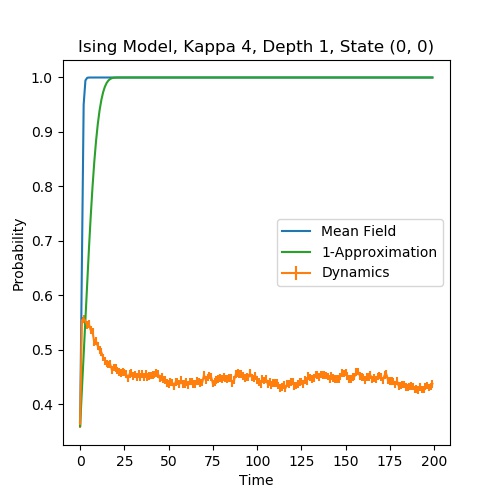 Ising Model, Kappa 4, Depth 1, State (0, 0)
1.0
0.9
0.8
0.7
0.6
0.5
0.4
Probability
Mean Field
1-Approximation
Dynamics
0 25 50 75 100 125 150 175 200
Time